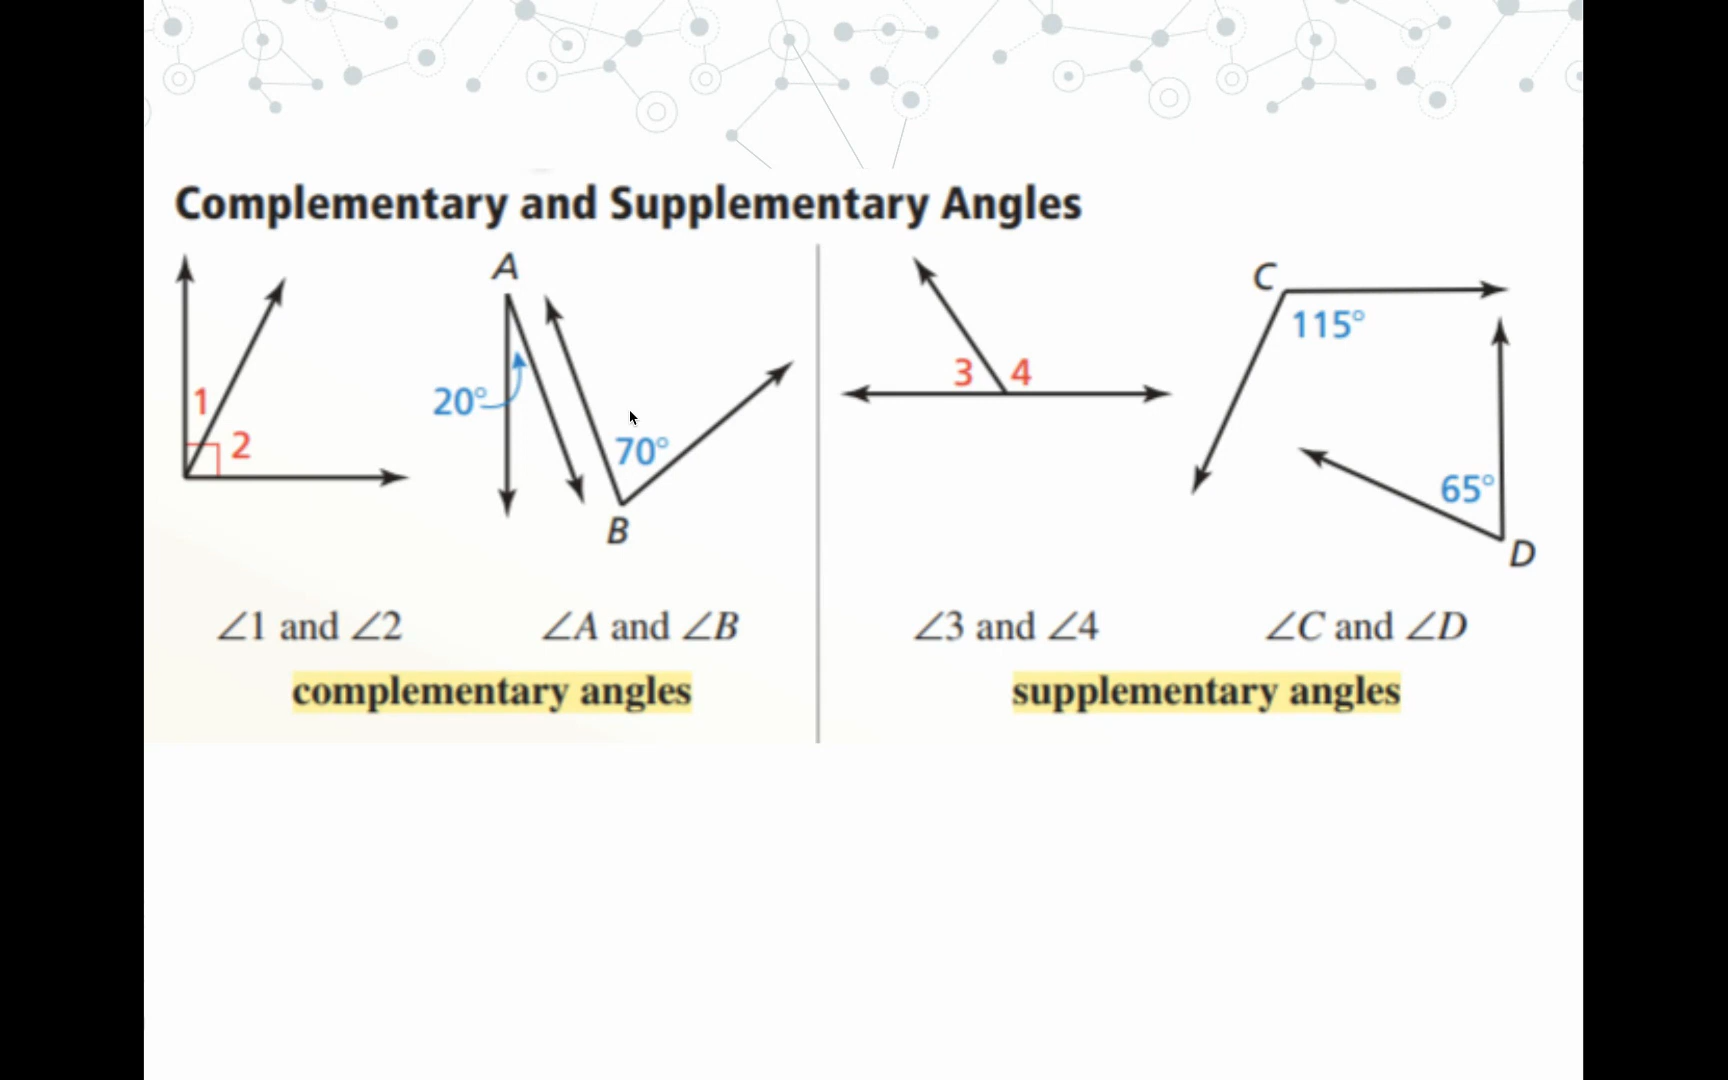 Complementary and Supplementary Angles
A
C
115°
1
20°
3 4
2
70°
65°
B
D
∠1 and ∠2
∠A and ∠B
∠3 and ∠4
∠C and ∠D
complementary angles
supplementary angles